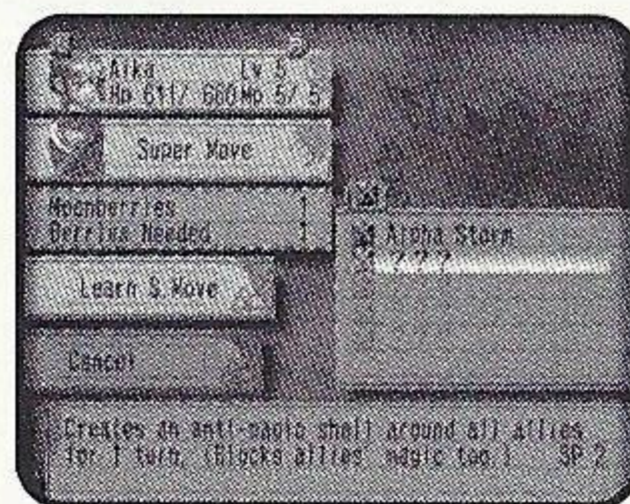 Aika Lv 5
Hp 611/ 660 Mp 5/ 5
Super Move
Moonberries 1
Berries Needed 1
Learn S.Move
Cancel
Alpha Storm
???
Creates an anti-magic shell around all allies
for 1 turn. (Blocks allies' magic too.) SP 2